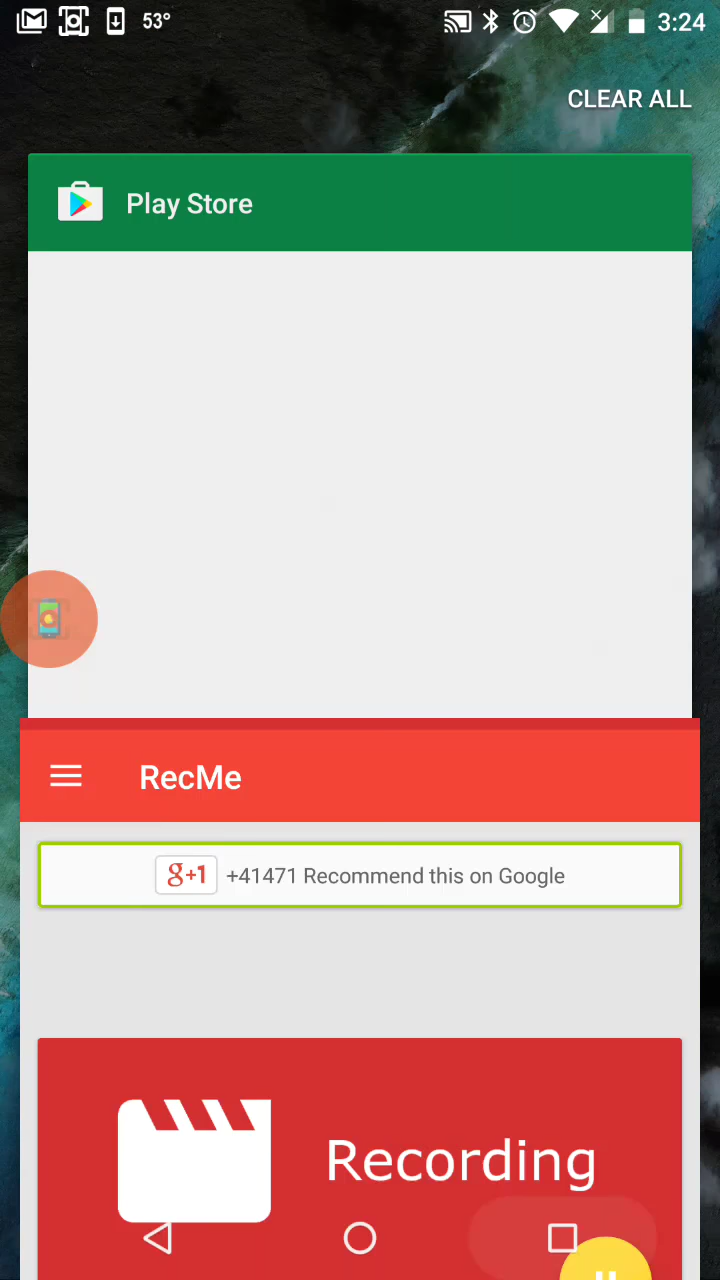 53° 3:24
CLEAR ALL
Play Store
RecMe
g+1 +41471 Recommend this on Google
Recording